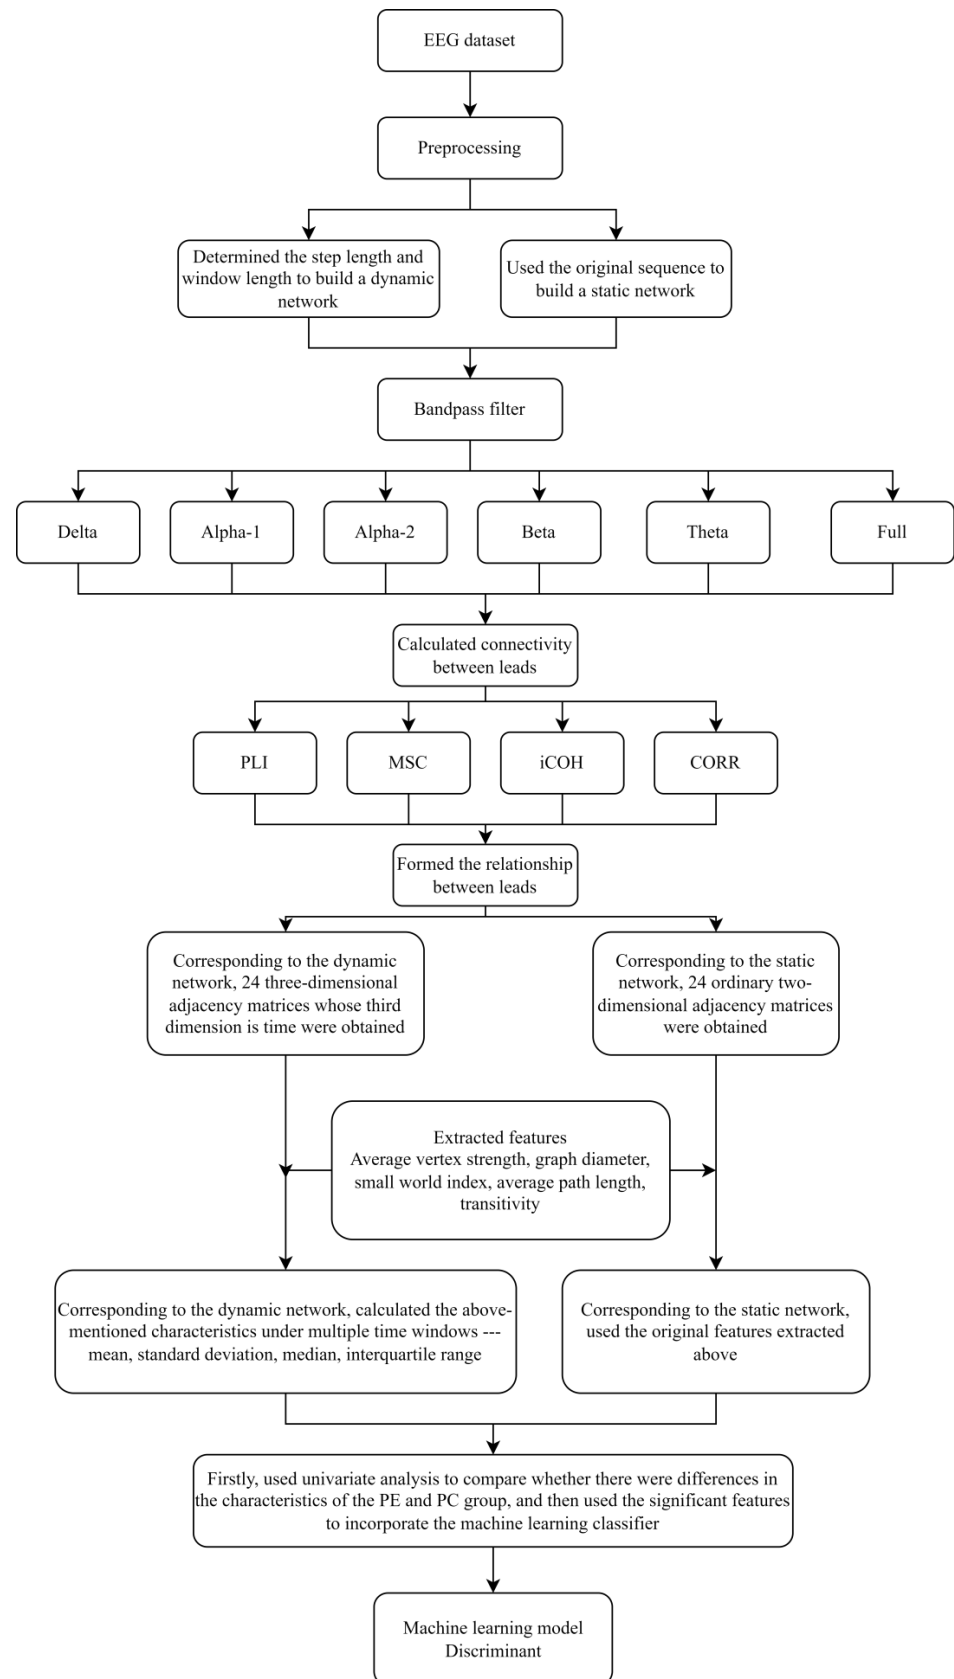 EEG dataset
Preprocessing
Determined the step length and
window length to build a dynamic
network
Used the original sequence to
build a static network
Bandpass filter
Delta
Alpha-1
Alpha-2
Beta
Theta
Full
Calculated connectivity
between leads
PLI
MSC
iCOH
CORR
Formed the relationship
between leads
Corresponding to the dynamic
network, 24 three-dimensional
adjacency matrices whose third
dimension is time were obtained
Corresponding to the static
network, 24 ordinary two-
dimensional adjacency matrices
were obtained
Extracted features
Average vertex strength, graph diameter,
small world index, average path length,
transitivity
Corresponding to the dynamic network, calculated the above-
mentioned characteristics under multiple time windows ---
mean, standard deviation, median, interquartile range
Corresponding to the static network,
used the original features extracted
above
Firstly, used univariate analysis to compare whether there were differences in
the characteristics of the PE and PC group, and then used the significant features
to incorporate the machine learning classifier
Machine learning model
Discriminant